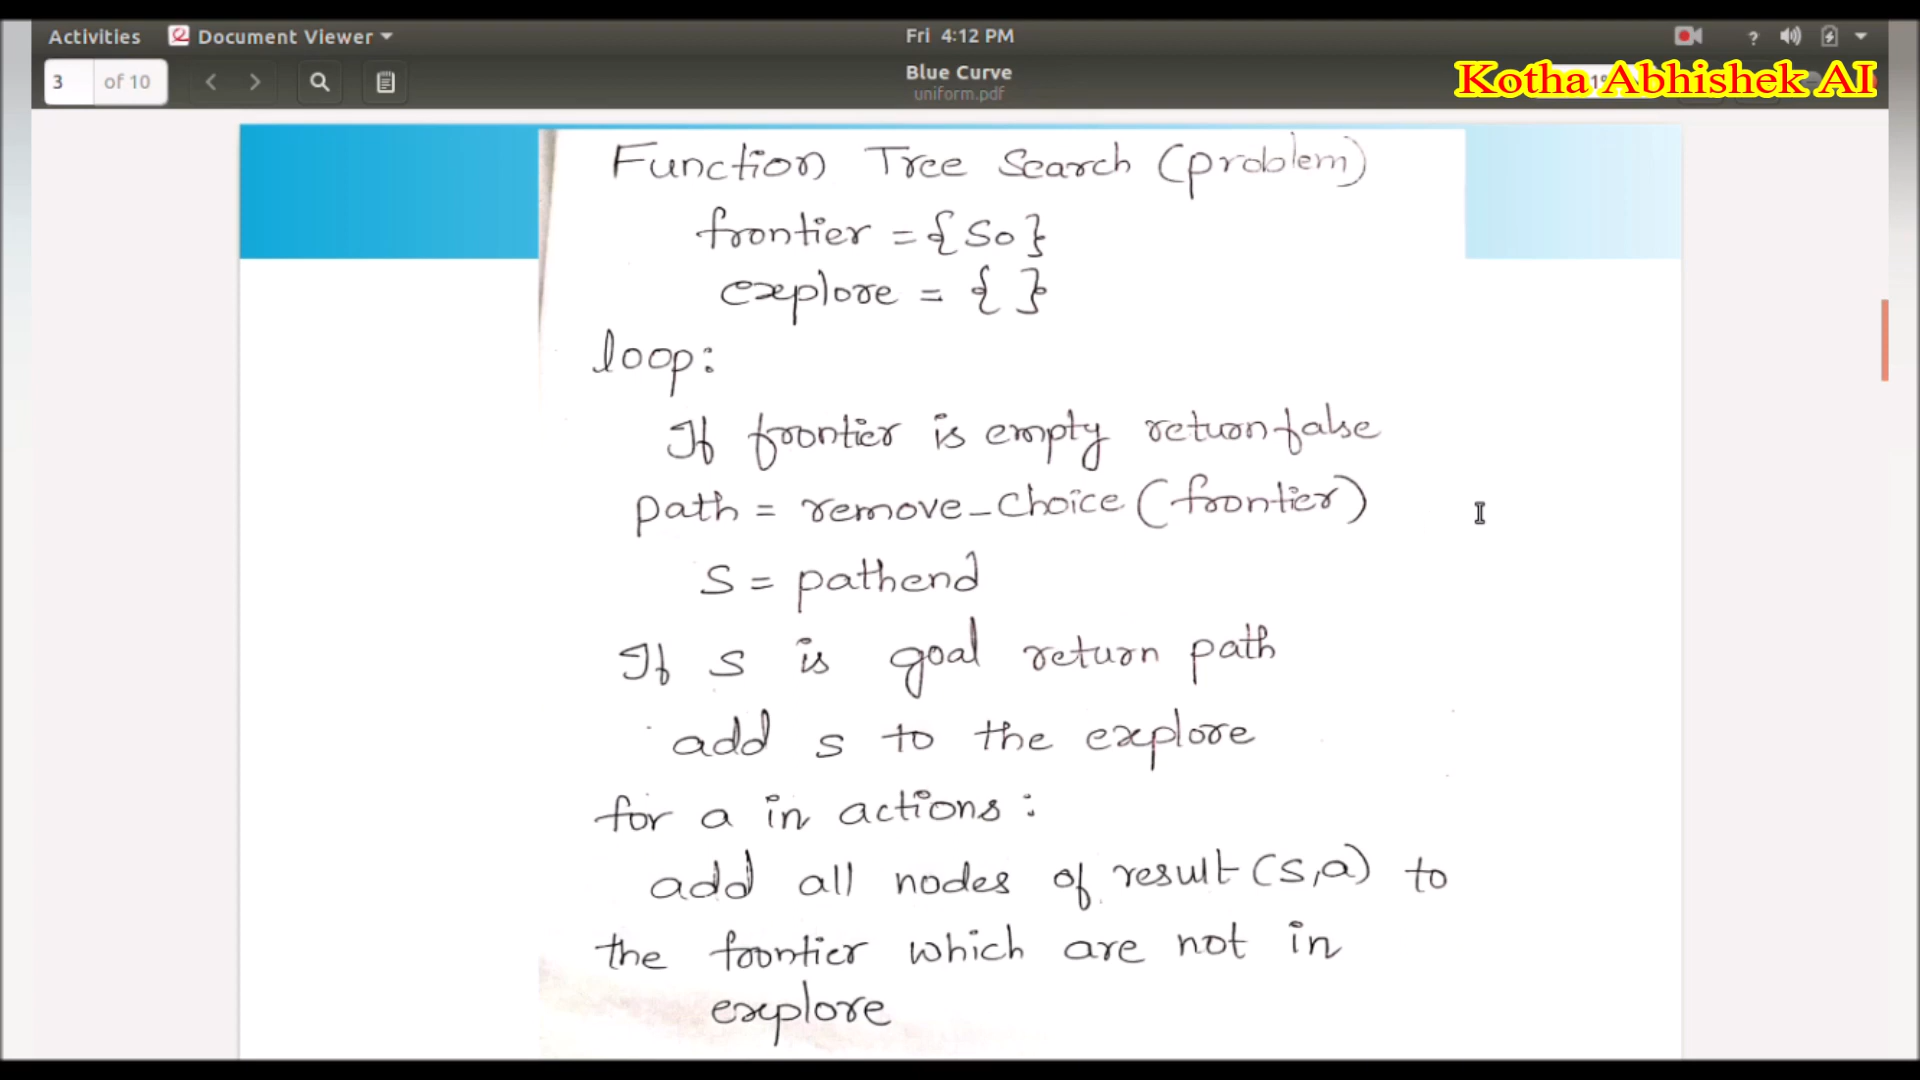 Activities Document Viewer Fri 4:12 PM ?
3 of 10 Blue Curve
uniform.pdf
Kotha Abhishek AI
Function Tree Search (problem)
frontier = {So}
explore = { }
loop:
If frontier is empty return false
path = remove_choice (frontier)
S = pathend
If S is goal return path
add s to the explore
for a in actions :
add all nodes of result (s,a) to
the frontier which are not in
explore